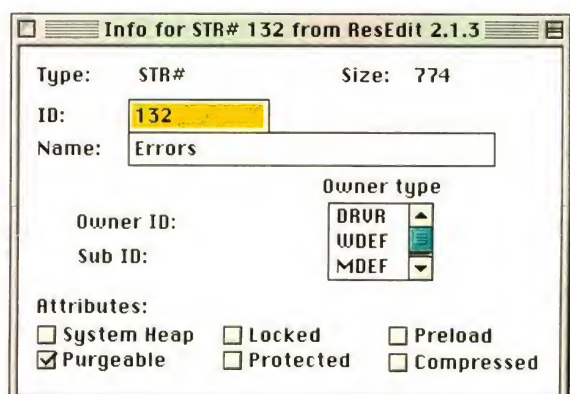 Info for STR# 132 from ResEdit 2.1.3
Type: STR# Size: 774
ID: 132
Name: Errors
Owner type
DRVR
Owner ID:
WDEF
Sub ID:
MDEF
Attributes:
System Heap Locked Preload
Purgeable Protected Compressed